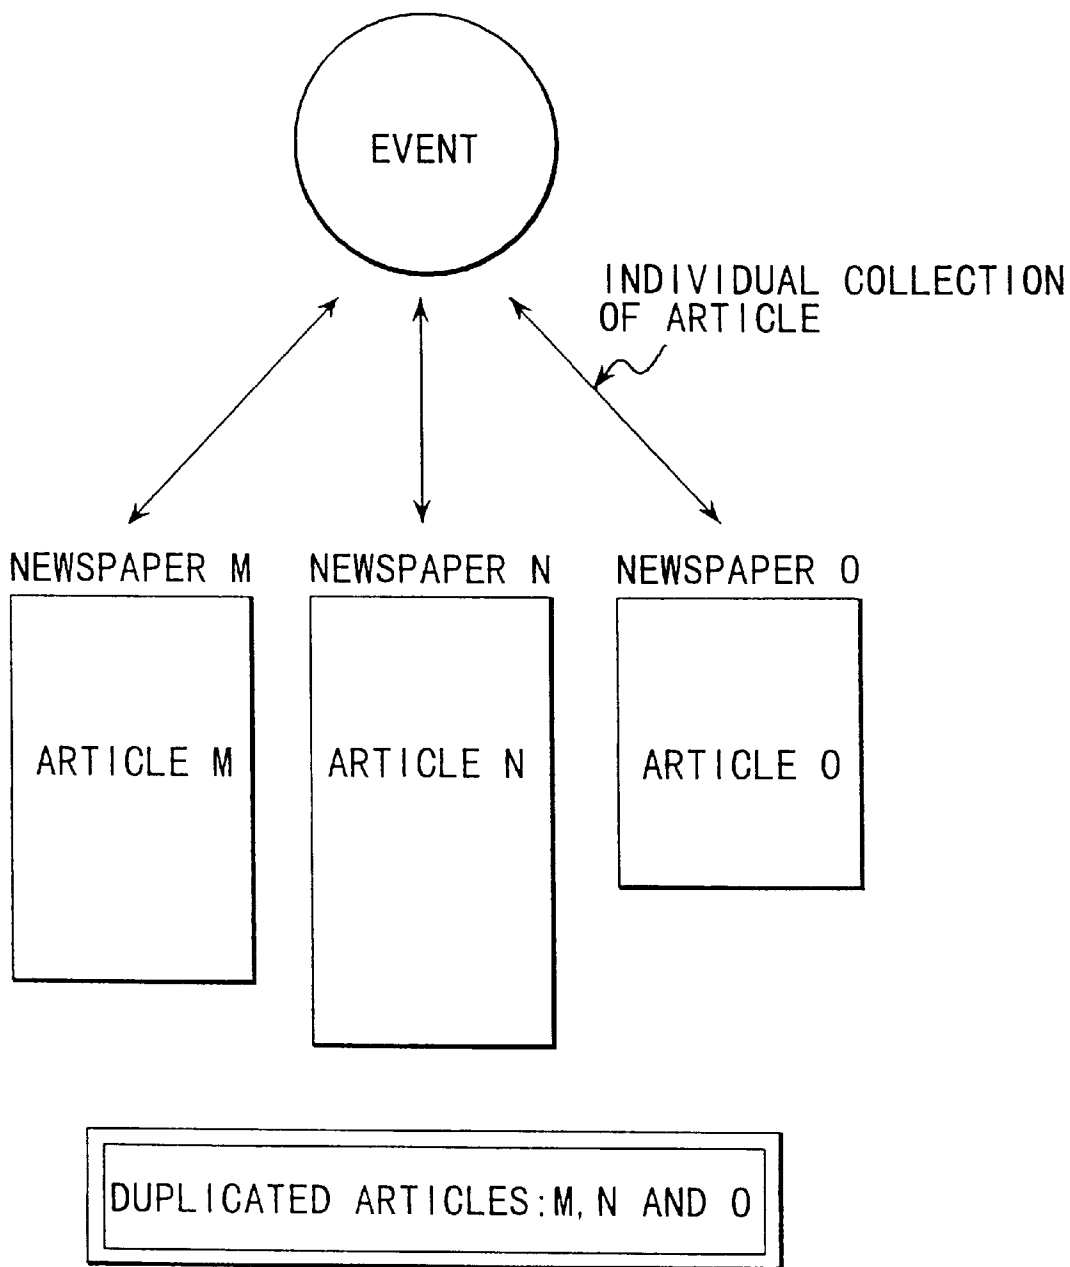 EVENT
INDIVIDUAL COLLECTION
OF ARTICLE
NEWSPAPER M
NEWSPAPER N
NEWSPAPER O
ARTICLE M
ARTICLE N
ARTICLE O
DUPLICATED ARTICLES:M, N AND O